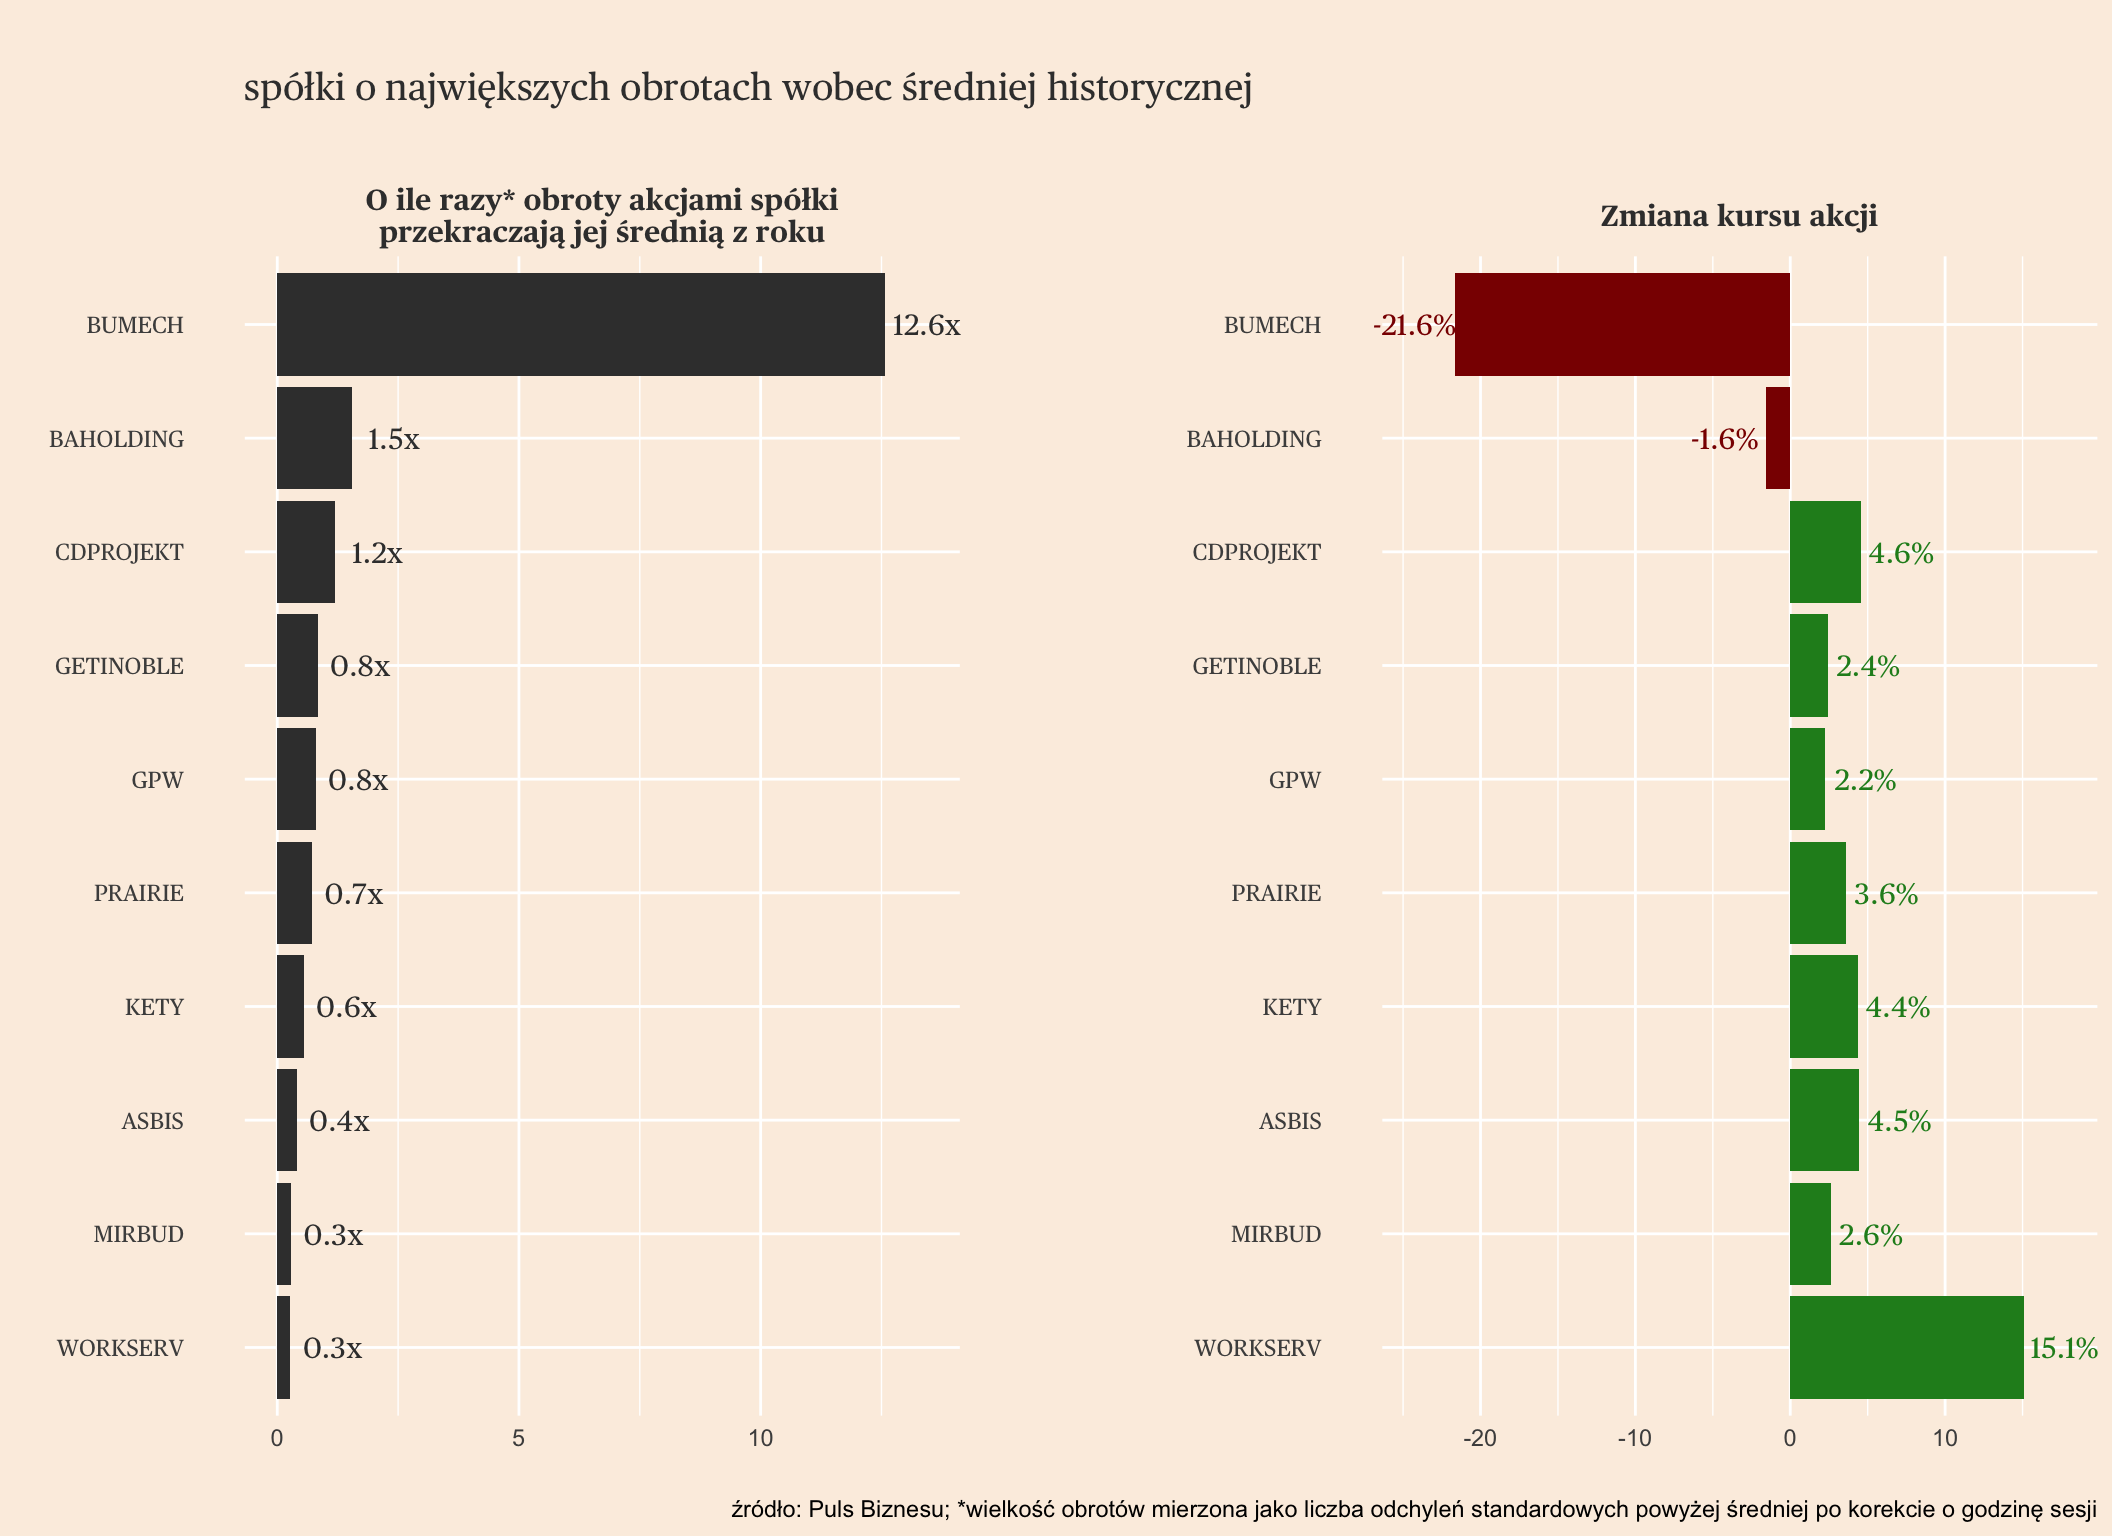 spółki o największych obrotach wobec średniej historycznej
O ile razy* obroty akcjami spółki
przekraczają jej średnią z roku
BUMECH 12.6x
BAHOLDING 1.5x
CDPROJEKT 1.2x
GETINOBLE 0.8x
GPW 0.8x
PRAIRIE 0.7x
KETY 0.6x
ASBIS 0.4x
MIRBUD 0.3x
WORKSERV 0.3x
0 5 10
Zmiana kursu akcji
BUMECH -21.6%
BAHOLDING -1.6%
CDPROJEKT 4.6%
GETINOBLE 2.4%
GPW 2.2%
PRAIRIE 3.6%
KETY 4.4%
ASBIS 4.5%
MIRBUD 2.6%
WORKSERV 15.1%
-20 -10 0 10
źródło: Puls Biznesu; *wielkość obrotów mierzona jako liczba odchyleń standardowych powyżej średniej po korekcie o godzinę sesji